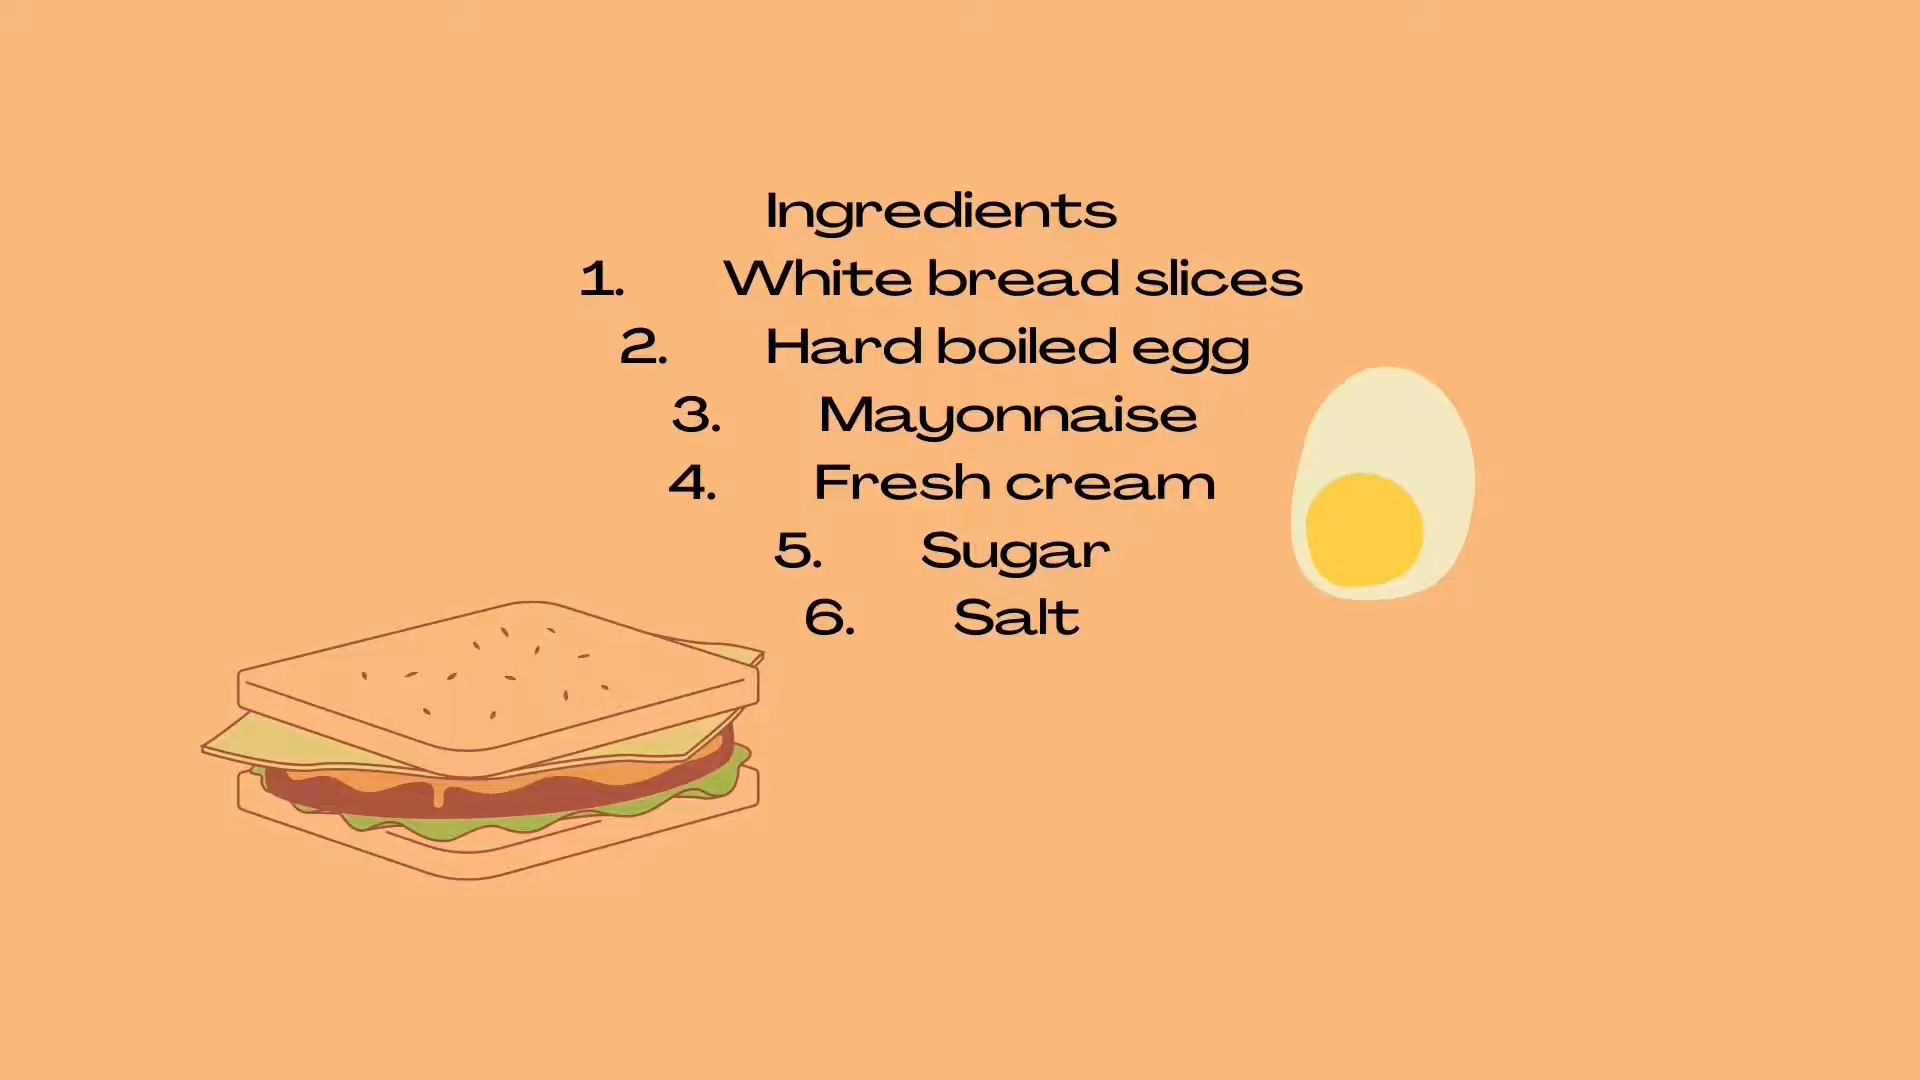 Ingredients
1. White bread slices
2. Hard boiled egg
3. Mayonnaise
4. Fresh cream
5. Sugar
6. Salt